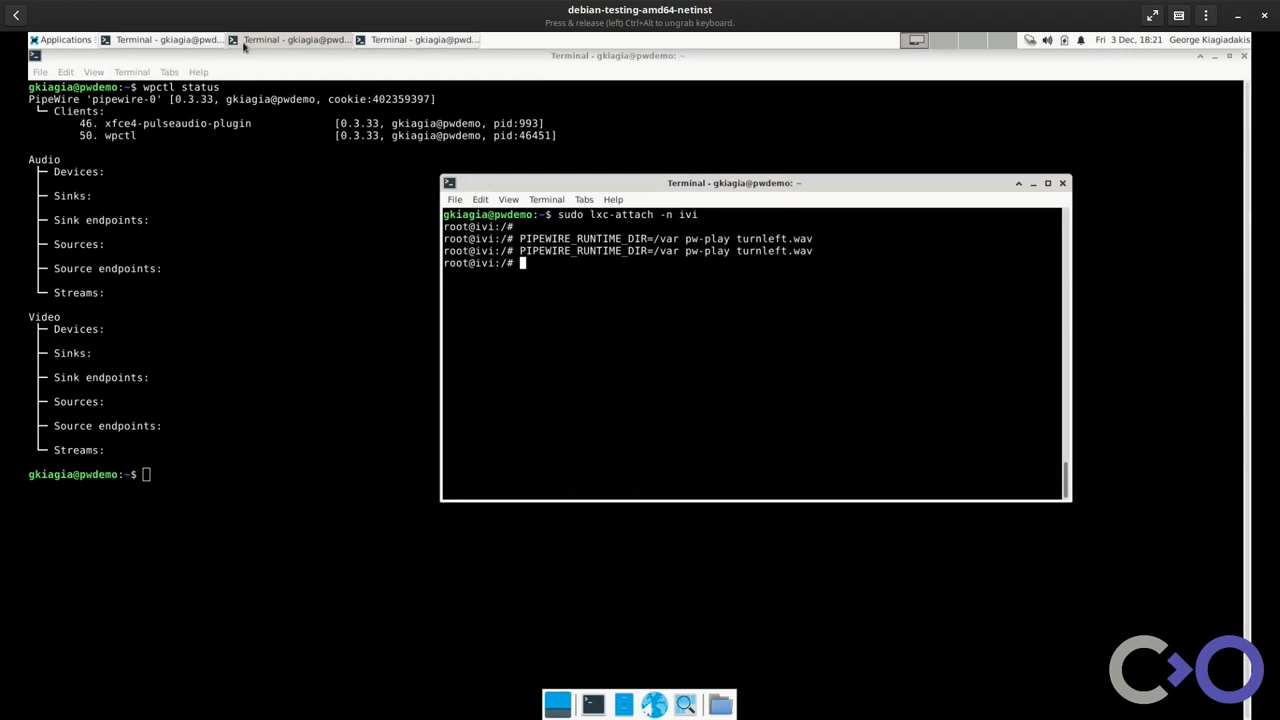 debian-testing-amd64-netinst
Press & release (left) Ctrl+Alt to ungrab keyboard.
Applications
Terminal - gkiagia@pwd...
Terminal - gkiagia@pwd...
Terminal - gkiagia@pwd...
Fri 3 Dec, 18:21
George Kiagiadakis
Terminal - gkiagia@pwdemo: ~
File Edit View Terminal Tabs Help
gkiagia@pwdemo:~$ wpctl status
PipeWire 'pipewire-0' [0.3.33, gkiagia@pwdemo, cookie:402359397]
└─ Clients:
46. xfce4-pulseaudio-plugin [0.3.33, gkiagia@pwdemo, pid:993]
50. wpctl [0.3.33, gkiagia@pwdemo, pid:46451]
Audio
├─ Devices:
├─ Sinks:
├─ Sink endpoints:
├─ Sources:
├─ Source endpoints:
└─ Streams:
Video
├─ Devices:
├─ Sinks:
├─ Sink endpoints:
├─ Sources:
├─ Source endpoints:
└─ Streams:
gkiagia@pwdemo:~$
Terminal - gkiagia@pwdemo: ~
File Edit View Terminal Tabs Help
gkiagia@pwdemo:~$ sudo lxc-attach -n ivi
root@ivi:/#
root@ivi:/# PIPEWIRE_RUNTIME_DIR=/var pw-play turnleft.wav
root@ivi:/# PIPEWIRE_RUNTIME_DIR=/var pw-play turnleft.wav
root@ivi:/#